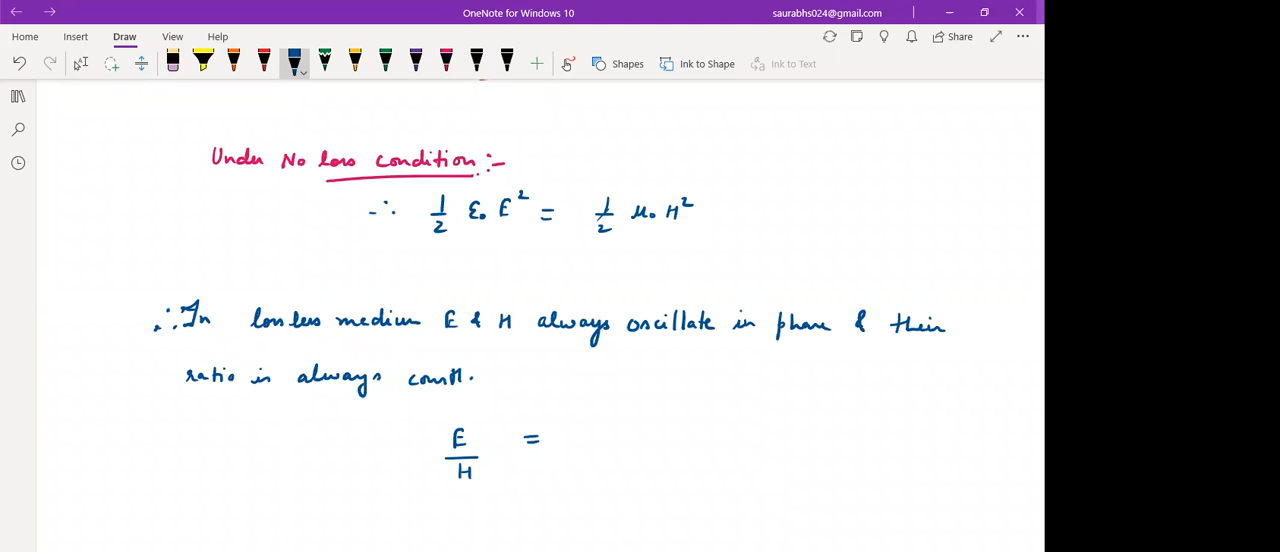 OneNote for Windows 10
saurabhs024@gmail.com
Home Insert Draw View Help
Share
Shapes Ink to Shape Ink to Text
Under No loss condition :-
∴ 1/2 ε₀ E² = 1/2 μ₀ H²
∴ In lossless medium E & H always oscillate in phase & their
ratio is always const.
E/H =